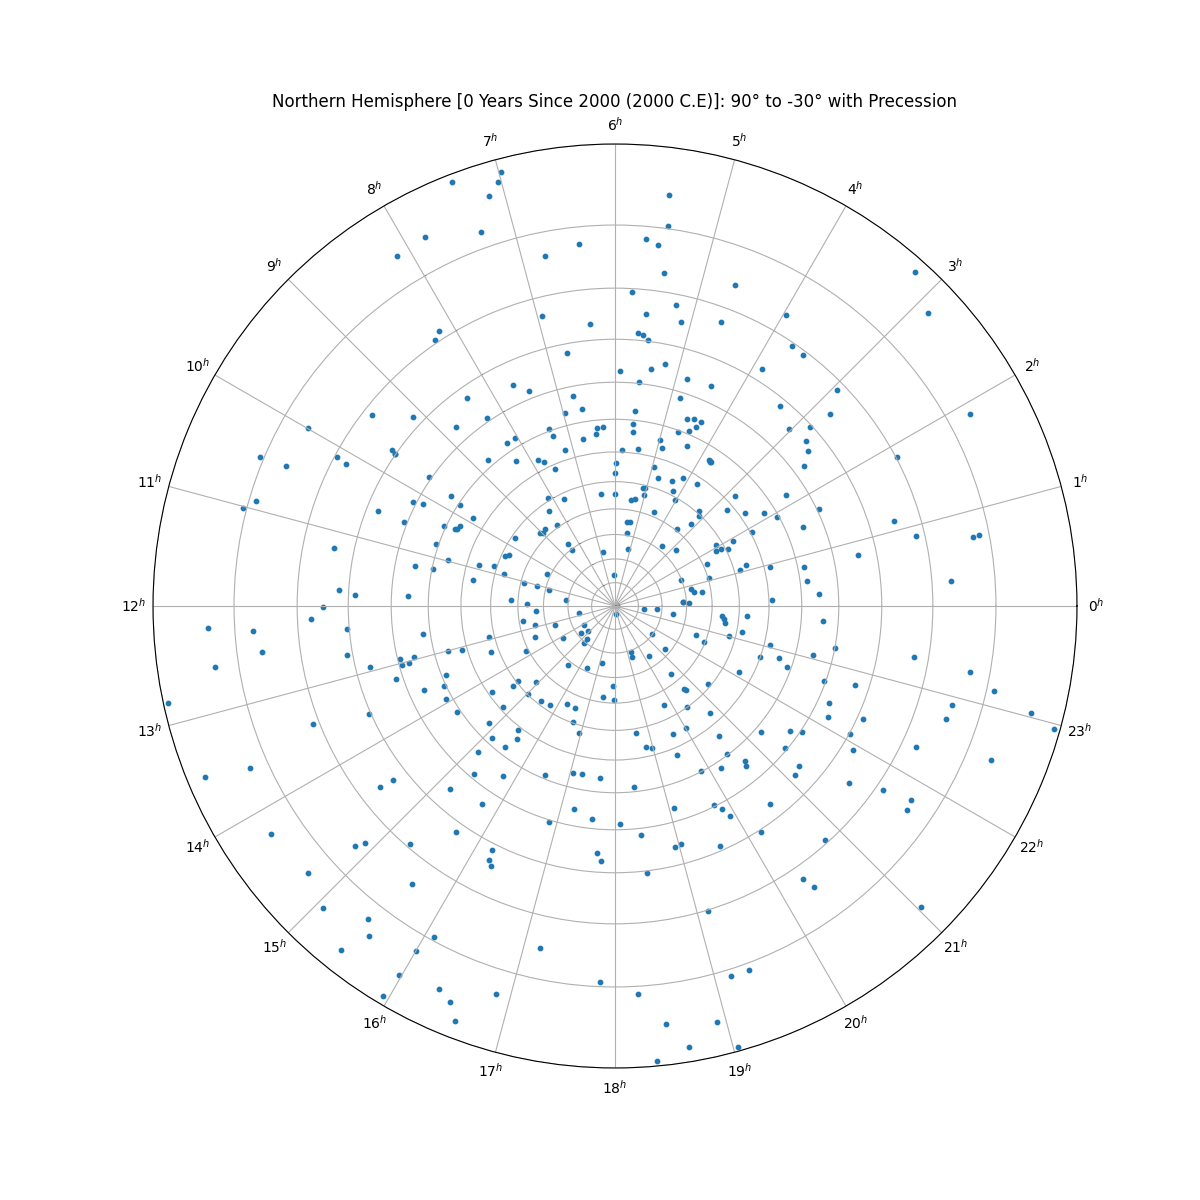 Northern Hemisphere [0 Years Since 2000 (2000 C.E)]: 90° to -30° with Precession
6ʰ
7ʰ 5ʰ
8ʰ 4ʰ
9ʰ 3ʰ
10ʰ 2ʰ
11ʰ 1ʰ
12ʰ 0ʰ
13ʰ 23ʰ
14ʰ 22ʰ
15ʰ 21ʰ
16ʰ 20ʰ
17ʰ 19ʰ
18ʰ